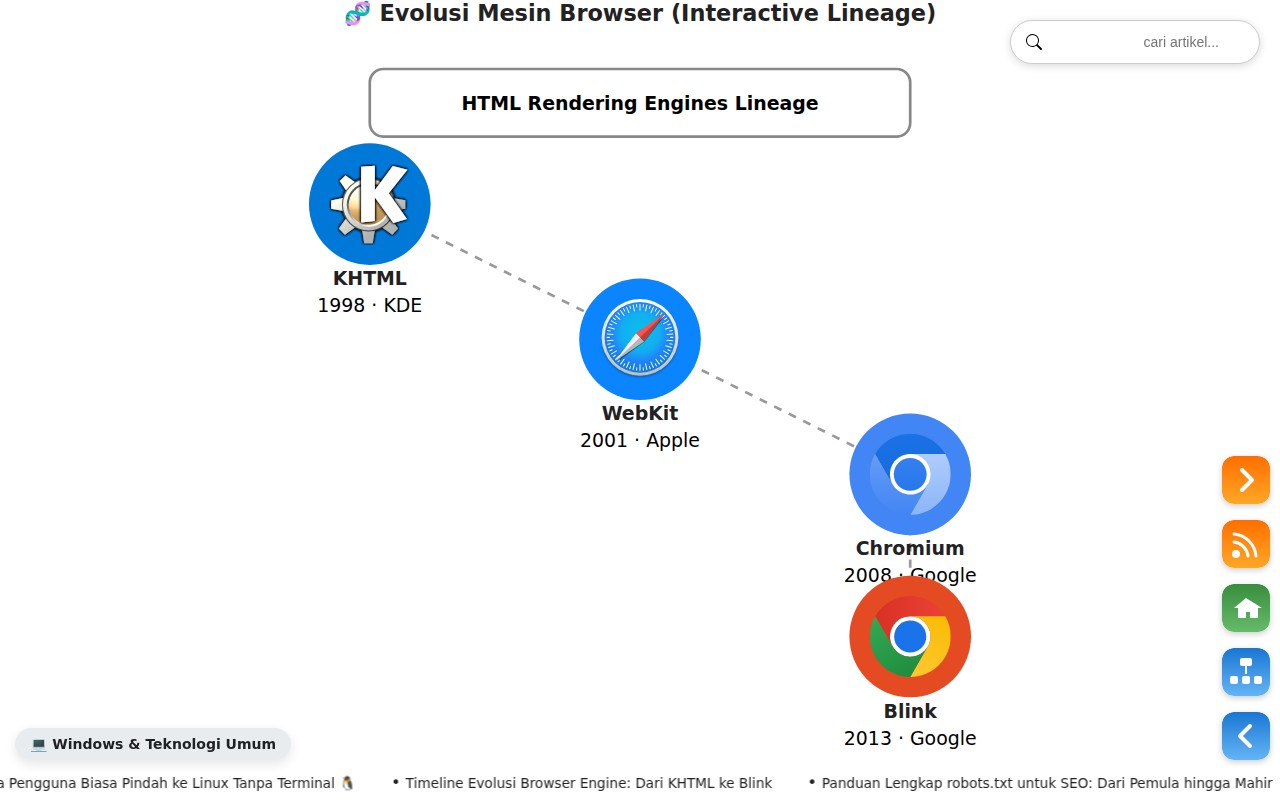 🧬 Evolusi Mesin Browser (Interactive Lineage)
cari artikel...
HTML Rendering Engines Lineage
KHTML
1998 · KDE
WebKit
2001 · Apple
Chromium
2008 · Google
Blink
2013 · Google
💻 Windows & Teknologi Umum
a Pengguna Biasa Pindah ke Linux Tanpa Terminal 🐧 • Timeline Evolusi Browser Engine: Dari KHTML ke Blink • Panduan Lengkap robots.txt untuk SEO: Dari Pemula hingga Mahir